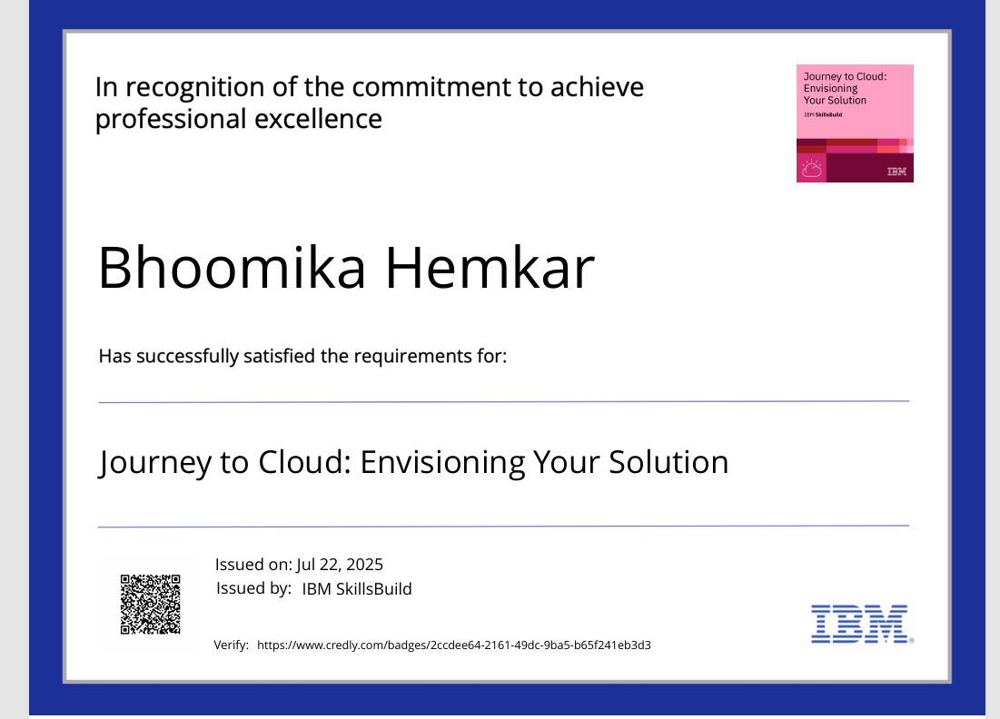 In recognition of the commitment to achieve
professional excellence
Journey to Cloud:
Envisioning
Your Solution
IBM SkillsBuild
IBM
Bhoomika Hemkar
Has successfully satisfied the requirements for:
Journey to Cloud: Envisioning Your Solution
Issued on: Jul 22, 2025
Issued by: IBM SkillsBuild
Verify: https://www.credly.com/badges/2ccdee64-2161-49dc-9ba5-b65f241eb3d3
IBM®